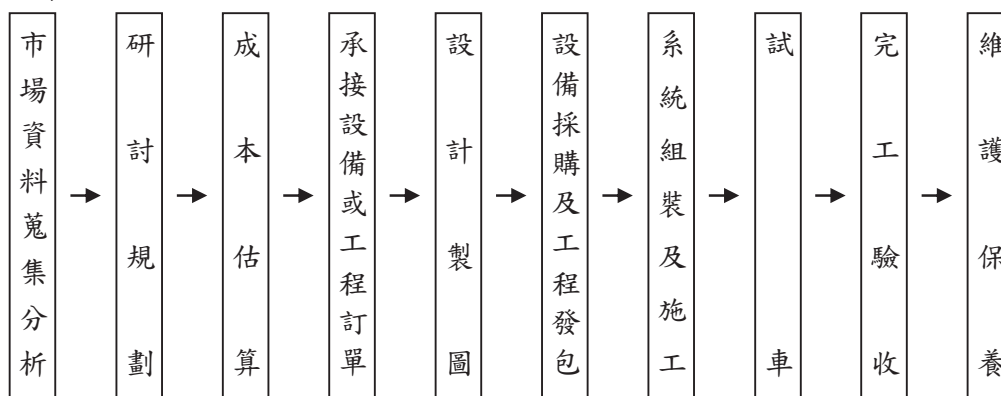 市場資料蒐集分析
研討規劃
成本估算
承接設備或工程訂單
設計製圖
設備採購及工程發包
系統組裝及施工
試車
完工驗收
維護保養